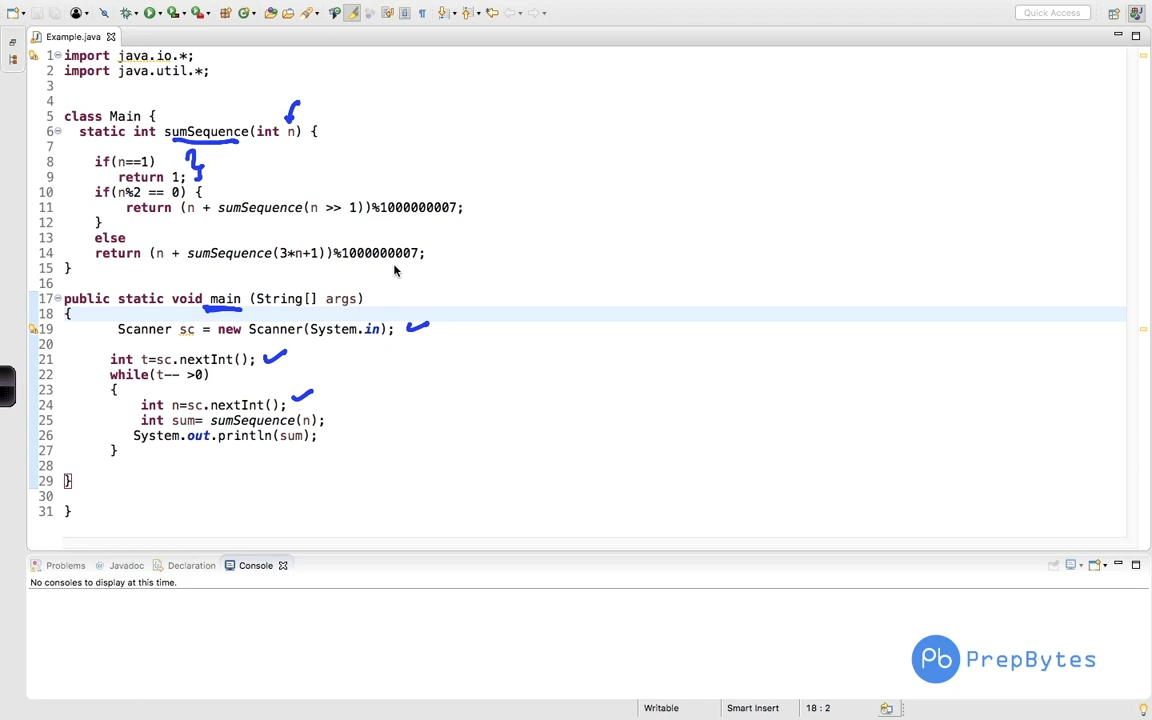 Quick Access
Example.java
1 import java.io.*;
2 import java.util.*;
3
4
5 class Main {
6 static int sumSequence(int n) {
7
8 if(n==1)
9 return 1;
10 if(n%2 == 0) {
11 return (n + sumSequence(n >> 1))%1000000007;
12 }
13 else
14 return (n + sumSequence(3*n+1))%1000000007;
15 }
16
17 public static void main (String[] args)
18 {
19 Scanner sc = new Scanner(System.in);
20
21 int t=sc.nextInt();
22 while(t-- >0)
23 {
24 int n=sc.nextInt();
25 int sum= sumSequence(n);
26 System.out.println(sum);
27 }
28
29 }
30
31 }
Problems @ Javadoc Declaration Console
No consoles to display at this time.
Pb PrepBytes
Writable Smart Insert 18 : 2